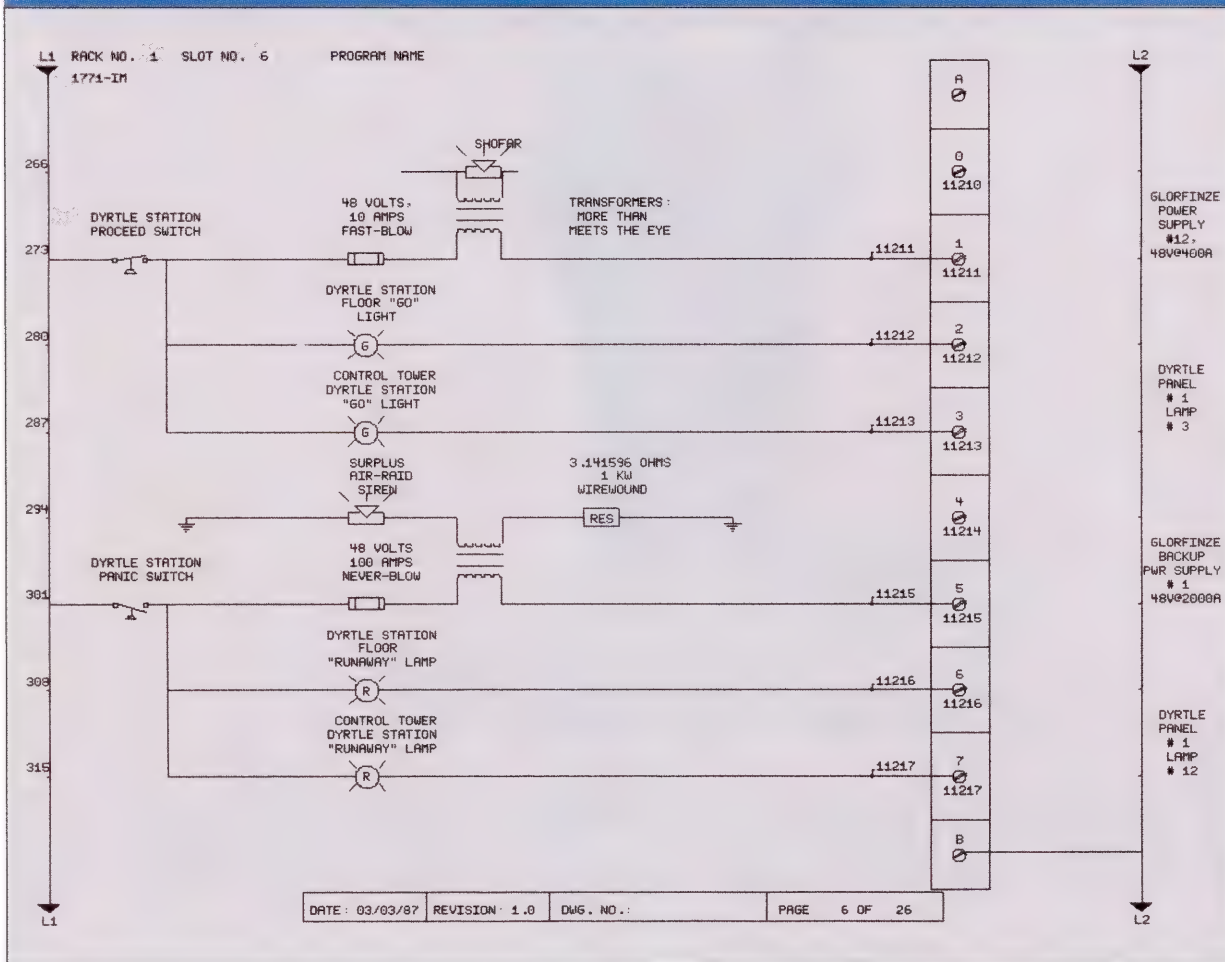 L1 RACK NO. 1 SLOT NO. 6 PROGRAM NAME
1771-IM
L2
A
266
SHOFAR
0
11210
DYRTLE STATION
PROCEED SWITCH
48 VOLTS,
10 AMPS
FAST-BLOW
TRANSFORMERS:
MORE THAN
MEETS THE EYE
GLORFINZE
POWER
SUPPLY
#12,
48V@400A
273
11211
1
11211
DYRTLE STATION
FLOOR "GO"
LIGHT
280
G
11212
2
11212
CONTROL TOWER
DYRTLE STATION
"GO" LIGHT
DYRTLE
PANEL
# 1
LAMP
# 3
287
G
11213
3
11213
SURPLUS
AIR-RAID
SIREN
3.141596 OHMS
1 KW
WIREWOUND
294
RES
4
11214
DYRTLE STATION
PANIC SWITCH
48 VOLTS
100 AMPS
NEVER-BLOW
GLORFINZE
BACKUP
PWR SUPPLY
# 1
48V@2000A
301
11215
5
11215
DYRTLE STATION
FLOOR
"RUNAWAY" LAMP
308
R
11216
6
11216
CONTROL TOWER
DYRTLE STATION
"RUNAWAY" LAMP
DYRTLE
PANEL
# 1
LAMP
# 12
315
R
11217
7
11217
B
L1
DATE: 03/03/87 REVISION: 1.0 DWG. NO.: PAGE 6 OF 26
L2